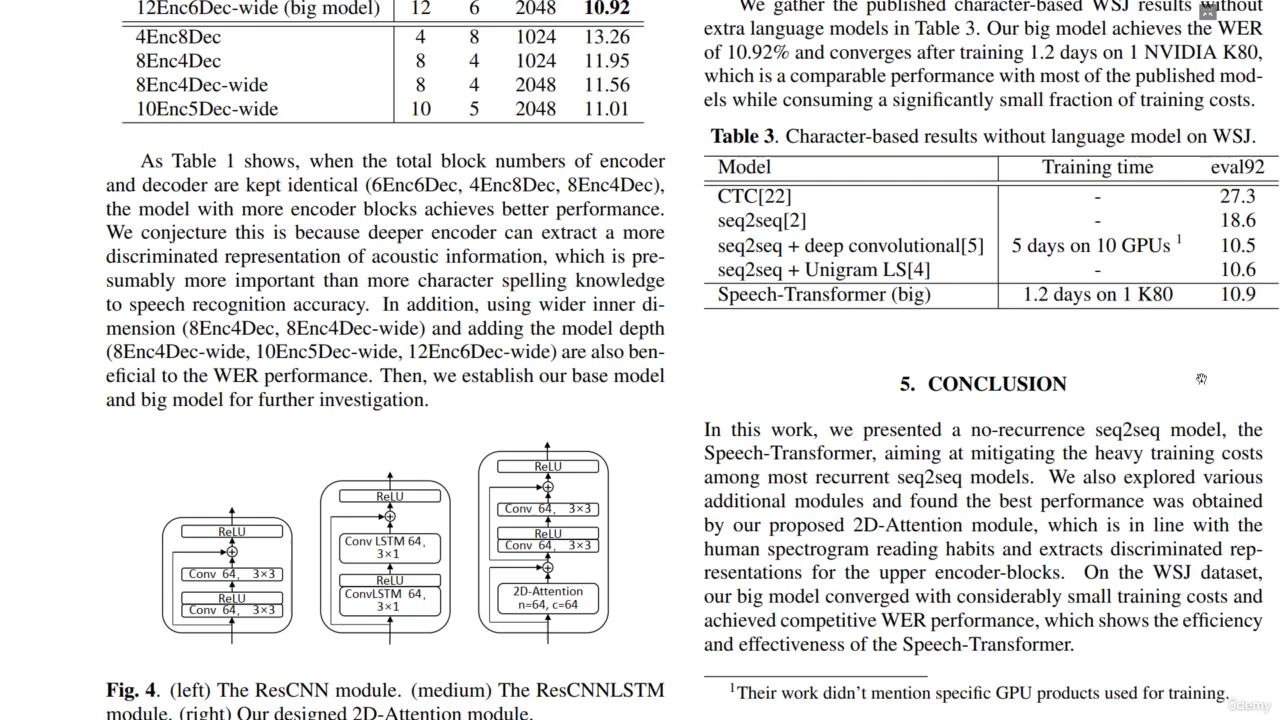 12Enc6Dec-wide (big model) 12 6 2048 10.92
4Enc8Dec 4 8 1024 13.26
8Enc4Dec 8 4 1024 11.95
8Enc4Dec-wide 8 4 2048 11.56
10Enc5Dec-wide 10 5 2048 11.01
As Table 1 shows, when the total block numbers of encoder
and decoder are kept identical (6Enc6Dec, 4Enc8Dec, 8Enc4Dec),
the model with more encoder blocks achieves better performance.
We conjecture this is because deeper encoder can extract a more
discriminated representation of acoustic information, which is pre-
sumably more important than more character spelling knowledge
to speech recognition accuracy. In addition, using wider inner di-
mension (8Enc4Dec, 8Enc4Dec-wide) and adding the model depth
(8Enc4Dec-wide, 10Enc5Dec-wide, 12Enc6Dec-wide) are also ben-
eficial to the WER performance. Then, we establish our base model
and big model for further investigation.
ReLU
Conv 64, 3×3
ReLU
Conv 64, 3×3
ReLU
Conv LSTM 64,
3×1
ReLU
ConvLSTM 64,
3×1
ReLU
Conv 64, 3×3
ReLU
Conv 64, 3×3
2D-Attention
n=64, c=64
Fig. 4. (left) The ResCNN module. (medium) The ResCNNLSTM
module. (right) Our designed 2D-Attention module.
We gather the published character-based WSJ results without
extra language models in Table 3. Our big model achieves the WER
of 10.92% and converges after training 1.2 days on 1 NVIDIA K80,
which is a comparable performance with most of the published mod-
els while consuming a significantly small fraction of training costs.
Table 3. Character-based results without language model on WSJ.
Model Training time eval92
CTC[22] - 27.3
seq2seq[2] - 18.6
seq2seq + deep convolutional[5] 5 days on 10 GPUs 1 10.5
seq2seq + Unigram LS[4] - 10.6
Speech-Transformer (big) 1.2 days on 1 K80 10.9
5. CONCLUSION
In this work, we presented a no-recurrence seq2seq model, the
Speech-Transformer, aiming at mitigating the heavy training costs
among most recurrent seq2seq models. We also explored various
additional modules and found the best performance was obtained
by our proposed 2D-Attention module, which is in line with the
human spectrogram reading habits and extracts discriminated rep-
resentations for the upper encoder-blocks. On the WSJ dataset,
our big model converged with considerably small training costs and
achieved competitive WER performance, which shows the efficiency
and effectiveness of the Speech-Transformer.
1Their work didn't mention specific GPU products used for training.
ûdemy